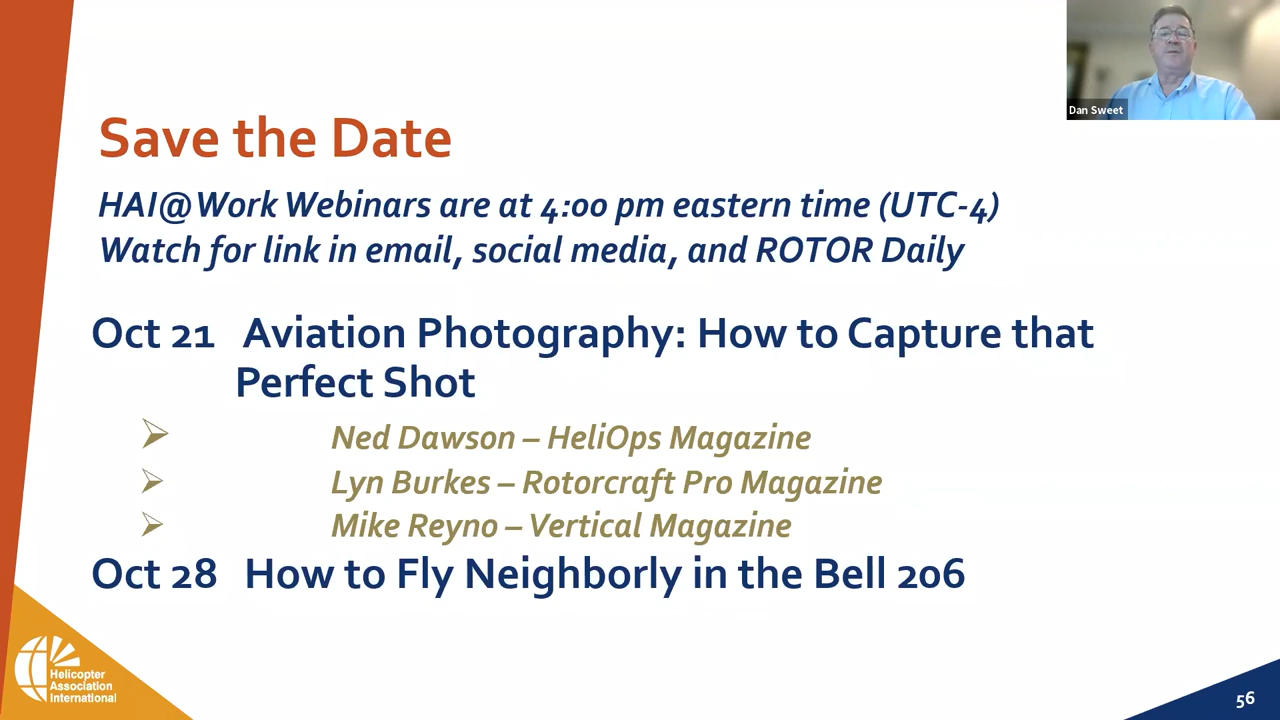 Dan Sweet
Save the Date
HAI@Work Webinars are at 4:00 pm eastern time (UTC-4)
Watch for link in email, social media, and ROTOR Daily
Oct 21 Aviation Photography: How to Capture that
Perfect Shot
Ned Dawson – HeliOps Magazine
Lyn Burkes – Rotorcraft Pro Magazine
Mike Reyno – Vertical Magazine
Oct 28 How to Fly Neighborly in the Bell 206
Helicopter
Association
International
56